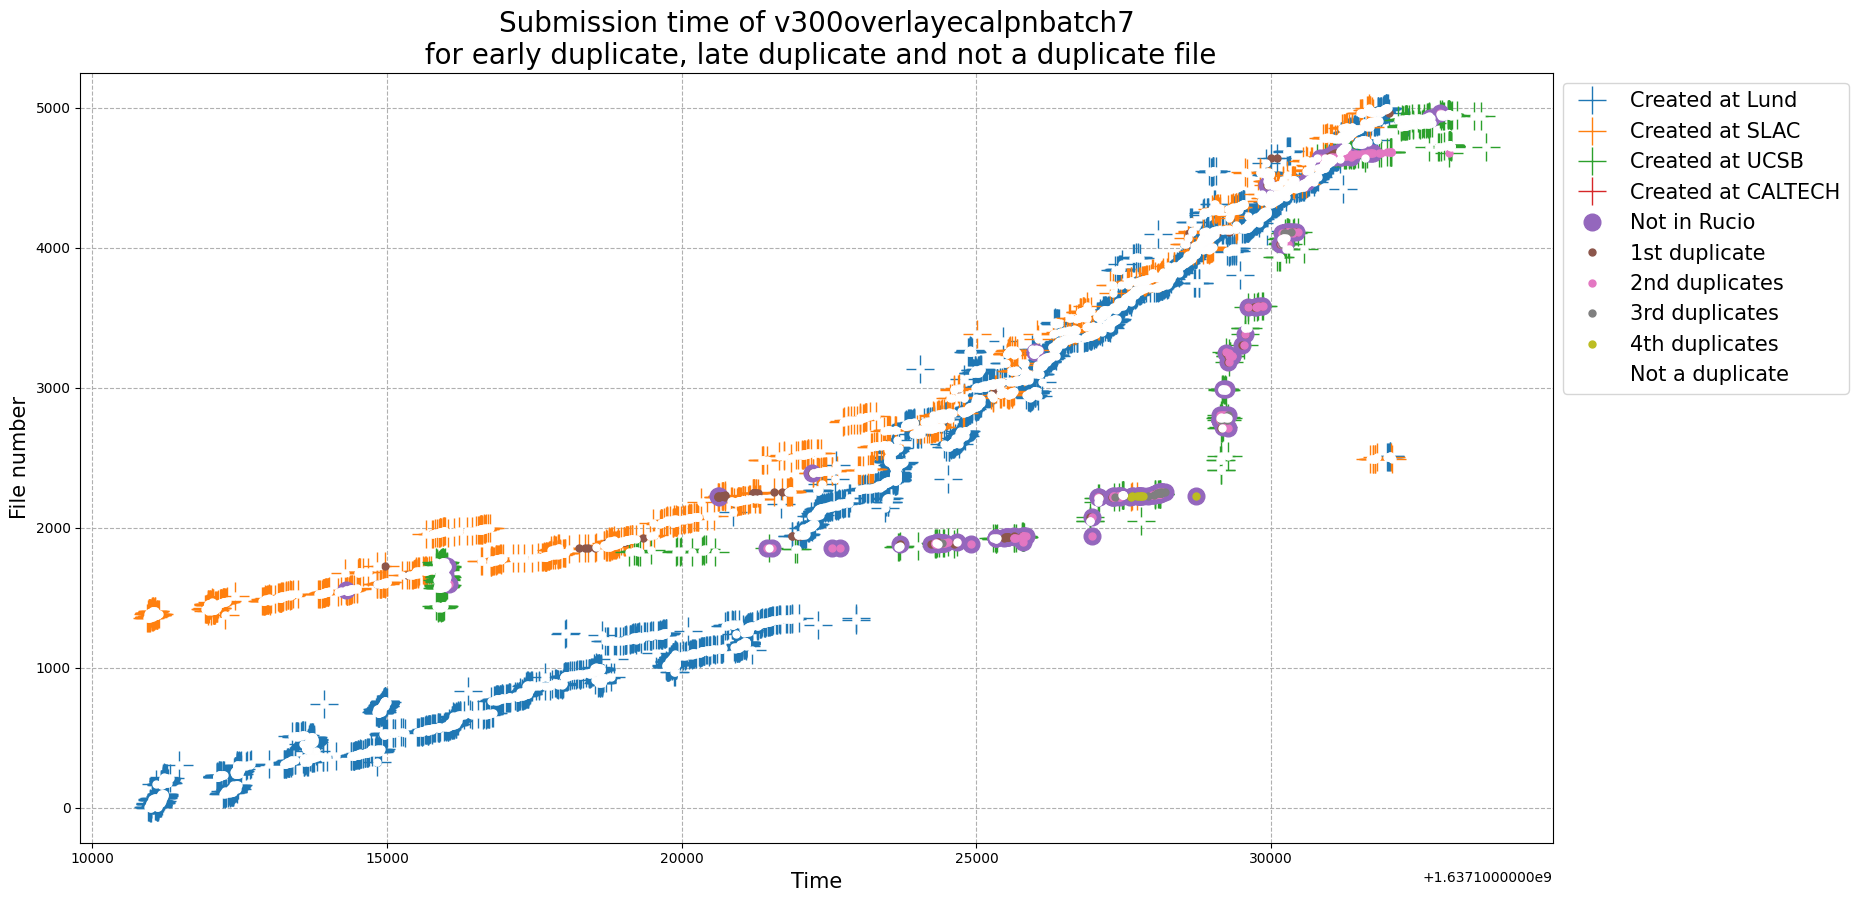 Submission time of v300overlayecalpnbatch7
for early duplicate, late duplicate and not a duplicate file
File number
5000
4000
3000
2000
1000
0
10000
15000
20000
25000
30000
Time
+1.6371000000e9
Created at Lund
Created at SLAC
Created at UCSB
Created at CALTECH
Not in Rucio
1st duplicate
2nd duplicates
3rd duplicates
4th duplicates
Not a duplicate